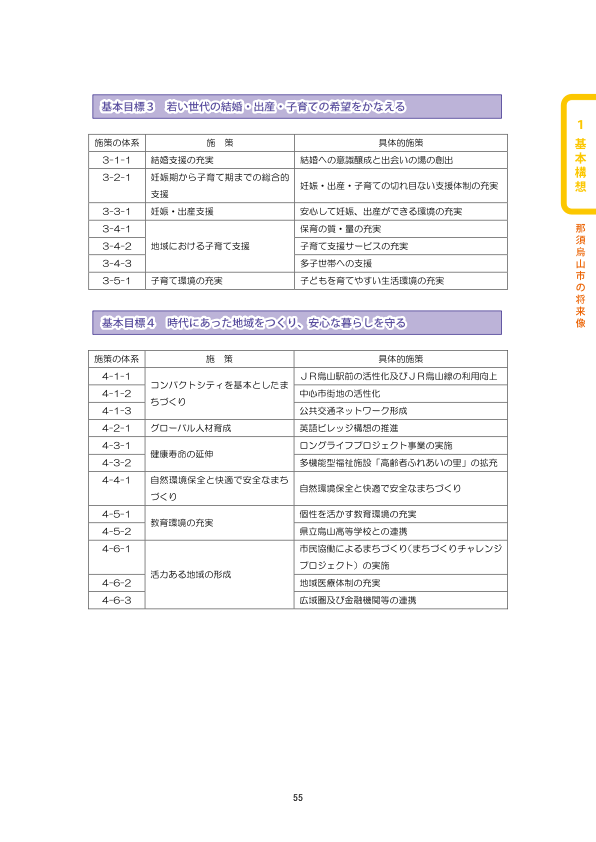 基本目標３　若い世代の結婚・出産・子育ての希望をかなえる
施策の体系　施　策　具体的施策
3-1-1　結婚支援の充実　結婚への意識醸成と出会いの場の創出
3-2-1　妊娠期から子育て期までの総合的
支援　妊娠・出産・子育ての切れ目ない支援体制の充実
3-3-1　妊娠・出産支援　安心して妊娠、出産ができる環境の充実
3-4-1　保育の質・量の充実
3-4-2　地域における子育て支援　子育て支援サービスの充実
3-4-3　多子世帯への支援
3-5-1　子育て環境の充実　子どもを育てやすい生活環境の充実
基本目標４　時代にあった地域をつくり、安心な暮らしを守る
施策の体系　施　策　具体的施策
4-1-1　ＪＲ烏山駅前の活性化及びＪＲ烏山線の利用向上
コンパクトシティを基本としたま
4-1-2　中心市街地の活性化
ちづくり
4-1-3　公共交通ネットワーク形成
4-2-1　グローバル人材育成　英語ビレッジ構想の推進
4-3-1　ロングライフプロジェクト事業の実施
健康寿命の延伸
4-3-2　多機能型福祉施設「高齢者ふれあいの里」の拡充
4-4-1　自然環境保全と快適で安全なまち
づくり　自然環境保全と快適で安全なまちづくり
4-5-1　個性を活かす教育環境の充実
教育環境の充実
4-5-2　県立烏山高等学校との連携
4-6-1　市民協働によるまちづくり（まちづくりチャレンジ
プロジェクト）の実施
活力ある地域の形成
4-6-2　地域医療体制の充実
4-6-3　広域圏及び金融機関等の連携
1 基本構想
那須烏山市の将来像
55